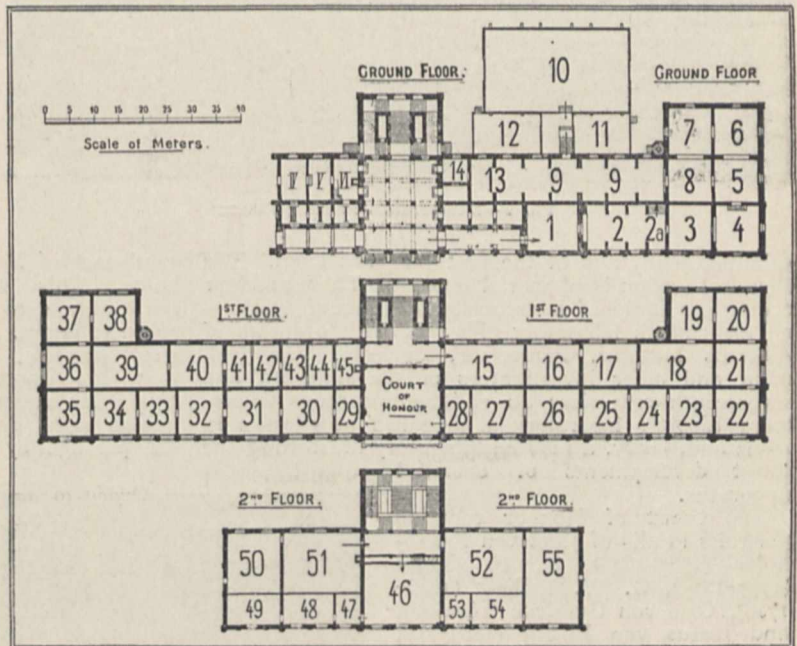 GROUND FLOOR. GROUND FLOOR
10
0 5 10 15 20 25 30 35 40
Scale of Meters.
12 11 7 6
14 13 9 9 8 5
1 2 2a 3 4
1ST FLOOR. 1ST FLOOR
37 38 19 20
36 39 40 41 42 43 44 45 15 16 17 18 21
COURT OF HONOUR
35 34 33 32 31 30 29 28 27 26 25 24 23 22
2ND FLOOR. 2ND FLOOR.
50 51 52 55
46
49 48 47 53 54